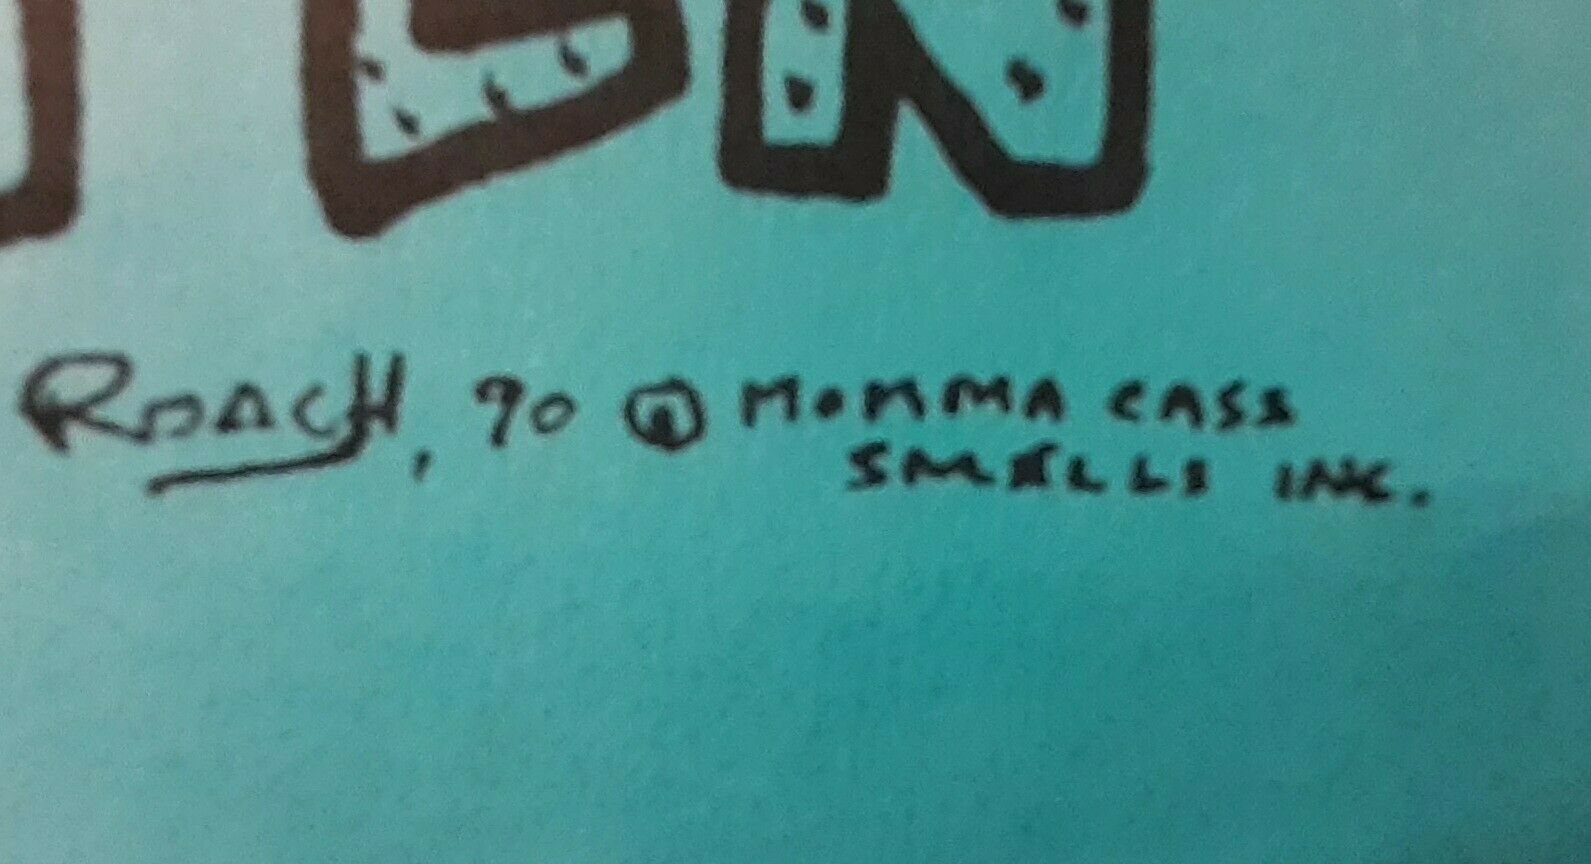 ROACH, 90 @ MOMMA CASS
SMELLS INC.